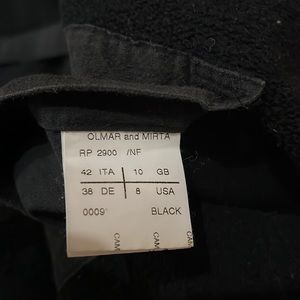 OLMAR and MIRTA
RP 2900 /NF
42 ITA 10 GB
38 DE 8 USA
0009 BLACK